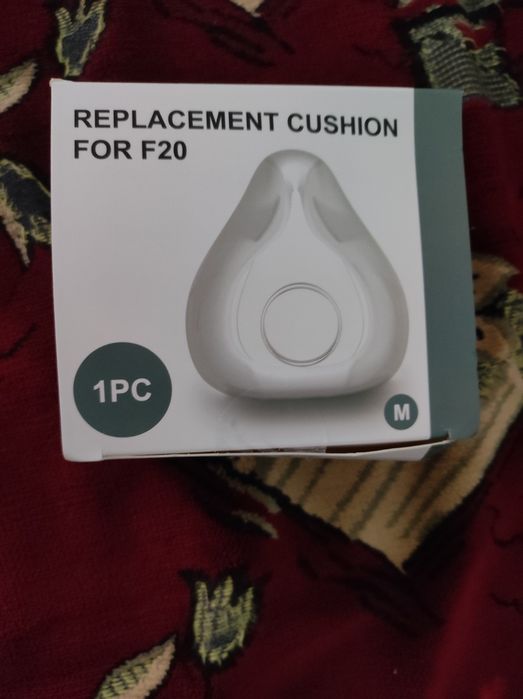 REPLACEMENT CUSHION
FOR F20
1PC
M